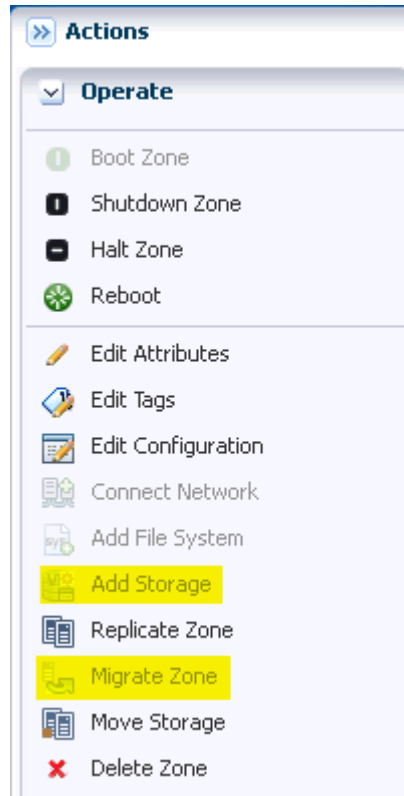 Actions
Operate
Boot Zone
Shutdown Zone
Halt Zone
Reboot
Edit Attributes
Edit Tags
Edit Configuration
Connect Network
Add File System
Add Storage
Replicate Zone
Migrate Zone
Move Storage
Delete Zone